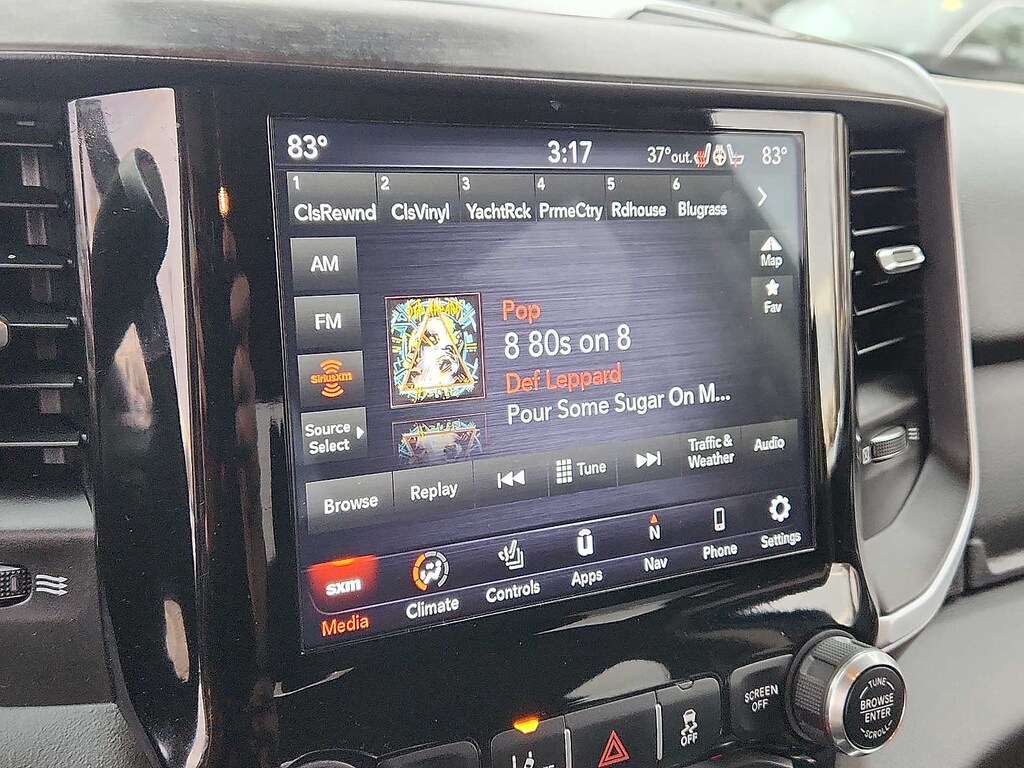 83° 3:17 37°out. 83°
1 2 3 4 5 6
ClsRewnd ClsVinyl YachtRck PrmeCtry Rdhouse Blugrass
AM
Map
FM
Fav
SiriusXM
Pop
8 80s on 8
Def Leppard
Pour Some Sugar On M...
Source
Select
Browse Replay Tune Traffic &
Weather Audio
sxm
Media Climate Controls Apps N
Nav Phone Settings
SCREEN
OFF
OFF
TUNE
BROWSE
ENTER
SCROLL